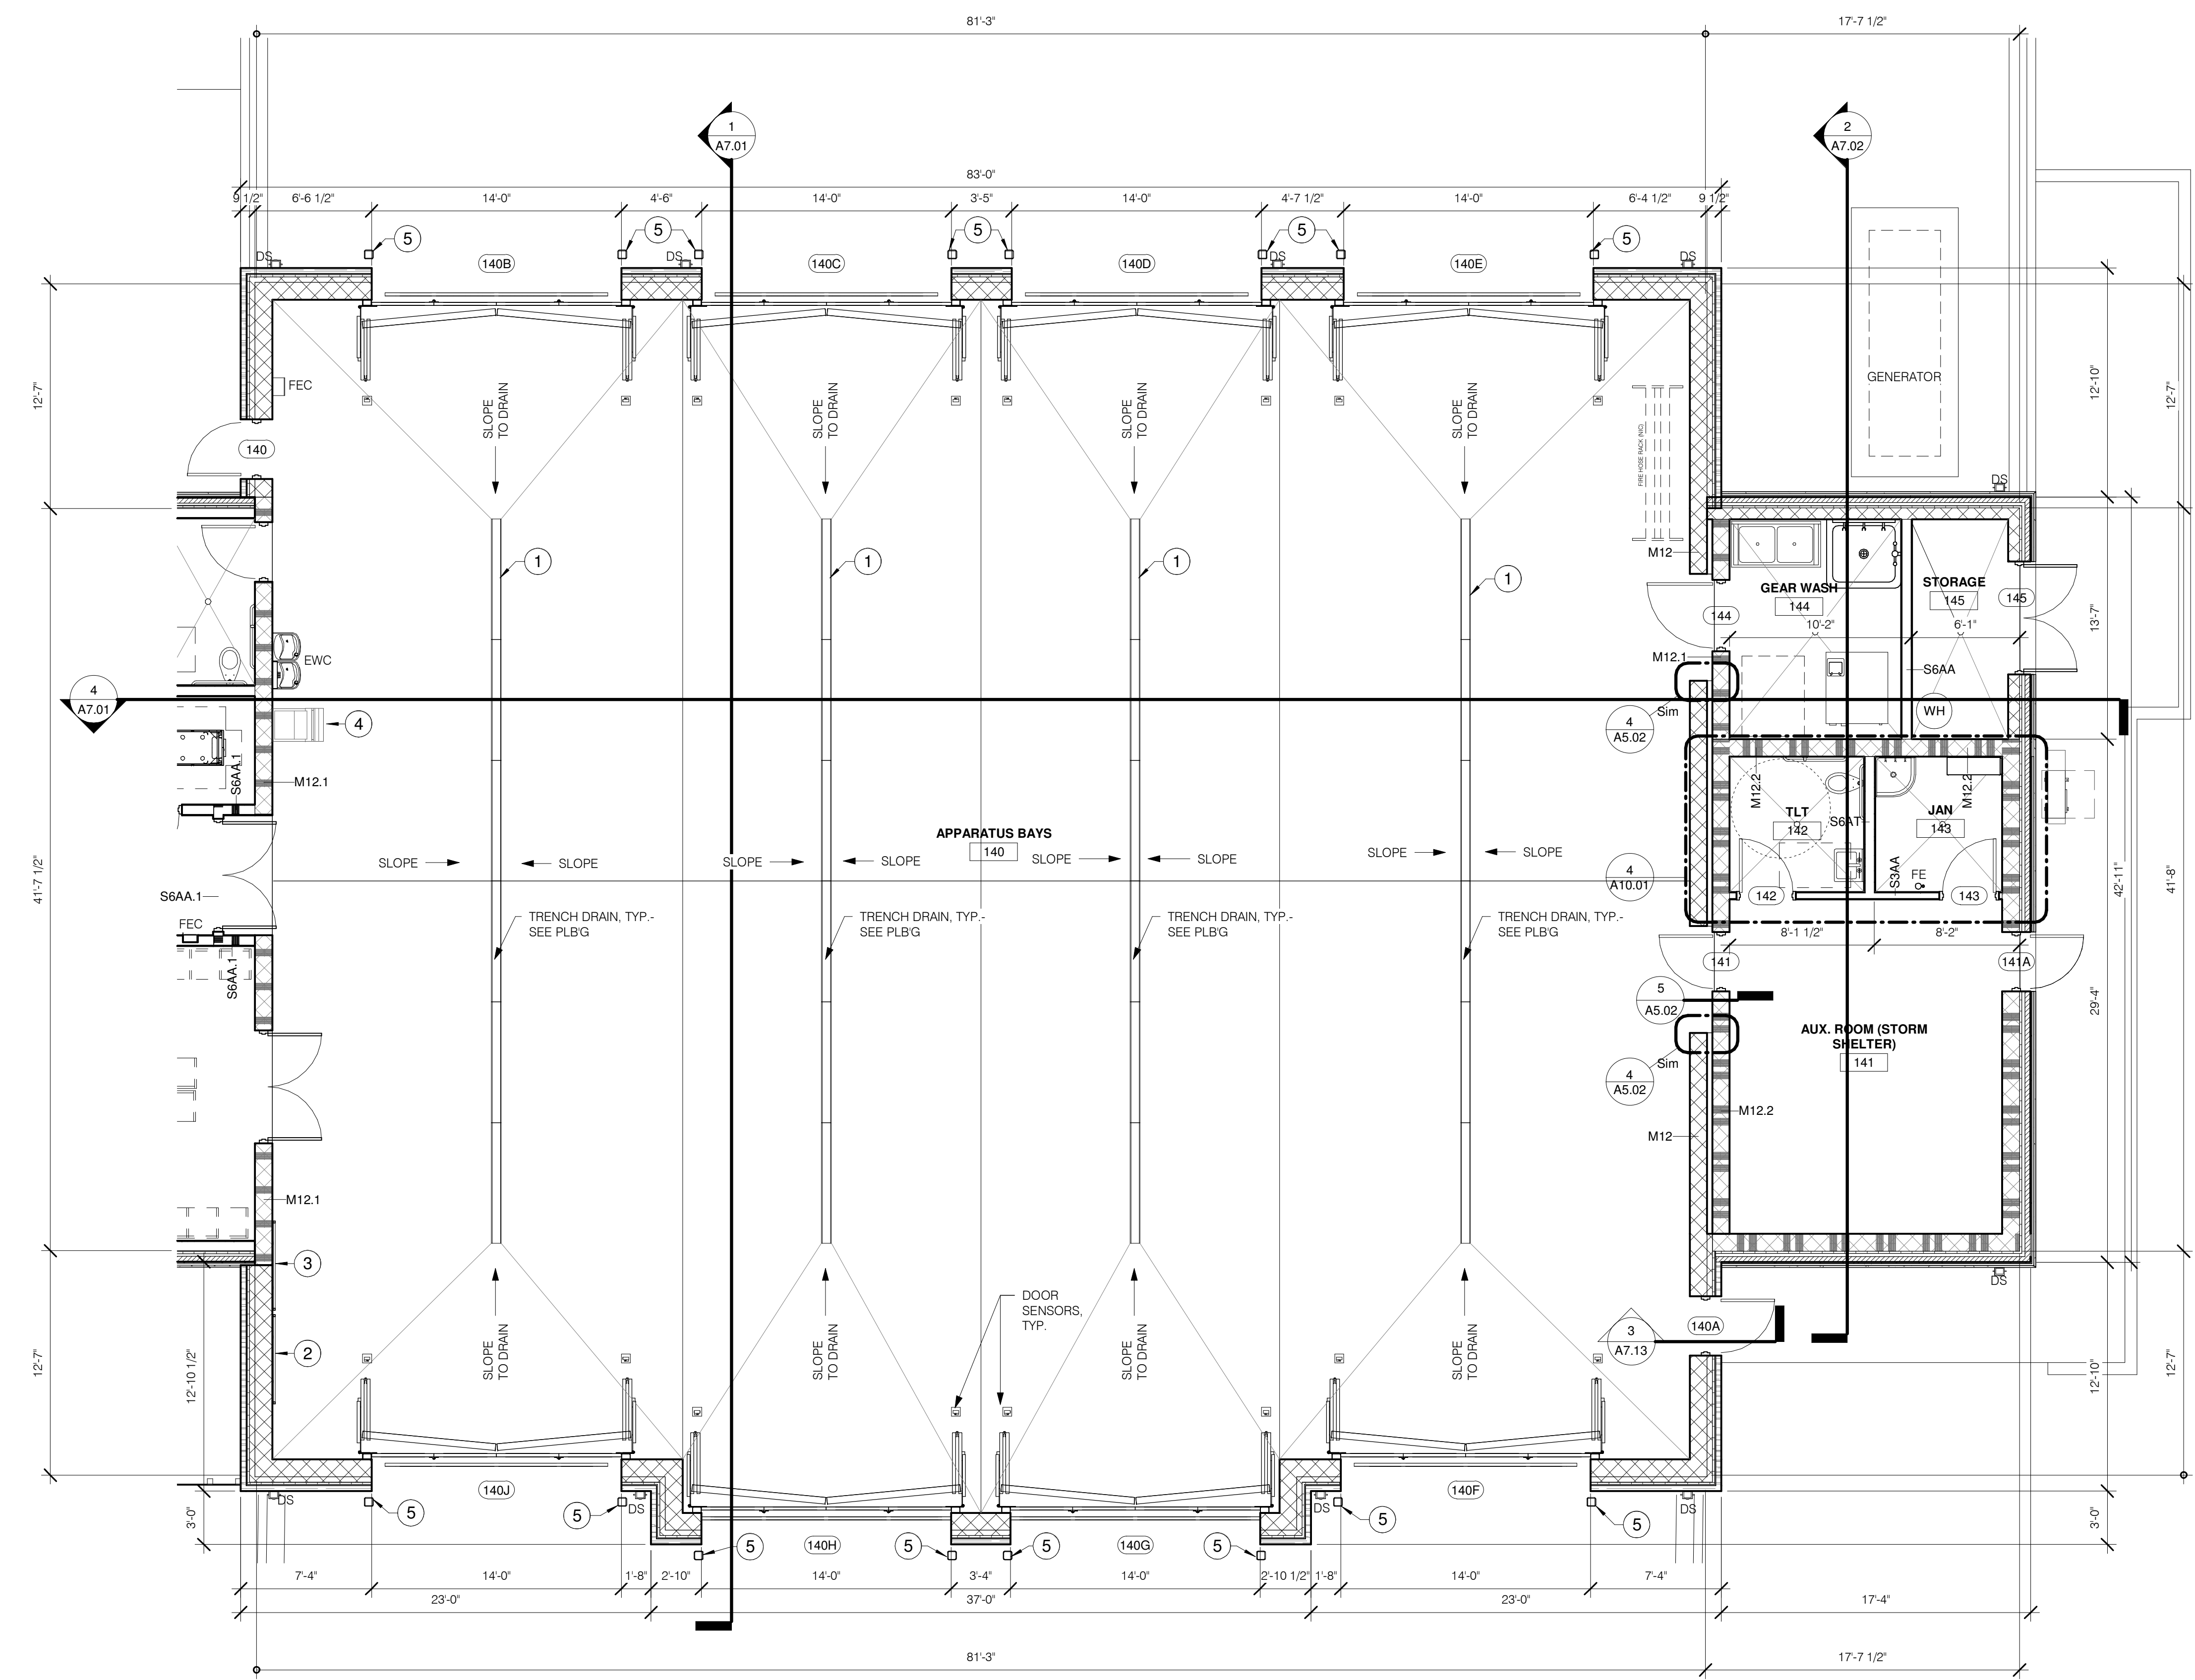 81'-3"
17'-7 1/2"
1
A7.01
2
A7.02
83'-0"
9 1/2"
6'-6 1/2"
14'-0"
4'-6"
14'-0"
3'-5"
14'-0"
4'-7 1/2"
14'-0"
6'-4 1/2"
9 1/2"
5
5
5
5
5
DS
140B
DS
140C
140D
DS
140E
DS
12'-7"
12'-10"
12'-7"
GENERATOR
FEC
SLOPE
TO DRAIN
SLOPE
TO DRAIN
SLOPE
TO DRAIN
SLOPE
TO DRAIN
FIRE HOSE RACK (NIC)
140
DS
1
1
1
1
M12
GEAR WASH
144
STORAGE
145
144
145
13'-7"
10'-2"
6'-1"
EWC
M12.1
S6AA
4
A7.01
4
WH
4
A5.02
Sim
S6AA.1
M12.1
M12.2
M12.2
TLT
142
S6AT
JAN
143
APPARATUS BAYS
140
SLOPE
SLOPE
SLOPE
SLOPE
SLOPE
SLOPE
SLOPE
SLOPE
41'-7 1/2"
S6AA.1
4
A10.01
S3AA
FE
142
143
42'-11"
41'-8"
FEC
TRENCH DRAIN, TYP.-
SEE PLB'G
TRENCH DRAIN, TYP.-
SEE PLB'G
TRENCH DRAIN, TYP.-
SEE PLB'G
TRENCH DRAIN, TYP.-
SEE PLB'G
8'-1 1/2"
8'-2"
S6AA.1
141
141A
5
A5.02
29'-4"
AUX. ROOM (STORM
SHELTER)
141
Sim
4
A5.02
M12.2
M12
M12.1
3
DS
DOOR
SENSORS,
TYP.
140A
3
A7.13
2
12'-7"
12'-10 1/2"
SLOPE
TO DRAIN
SLOPE
TO DRAIN
SLOPE
TO DRAIN
SLOPE
TO DRAIN
12'-10"
12'-7"
3'-0"
DS
140J
5
5
DS
140F
DS
5
DS
5
3'-0"
5
140H
5
5
140G
5
7'-4"
14'-0"
1'-8"
2'-10"
14'-0"
3'-4"
14'-0"
2'-10 1/2"
1'-8"
14'-0"
7'-4"
23'-0"
37'-0"
23'-0"
17'-4"
81'-3"
17'-7 1/2"